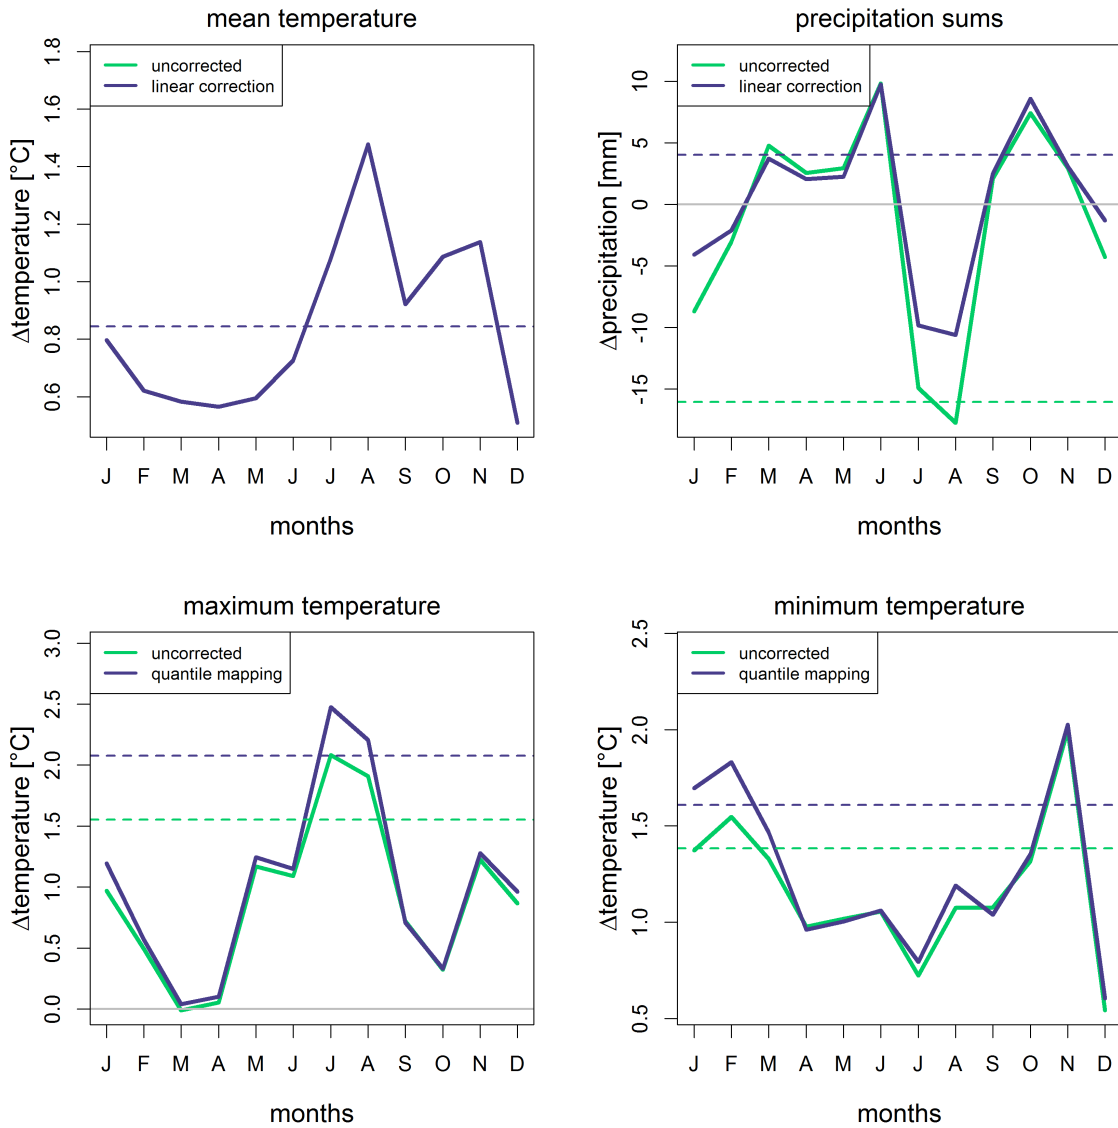 mean temperature
uncorrected
linear correction
Δtemperature [°C]
1.8
1.6
1.4
1.2
1.0
0.8
0.6
J F M A M J J A S O N D
months
precipitation sums
uncorrected
linear correction
Δprecipitation [mm]
10
5
0
-5
-10
-15
J F M A M J J A S O N D
months
maximum temperature
uncorrected
quantile mapping
Δtemperature [°C]
3.0
2.5
2.0
1.5
1.0
0.5
0.0
J F M A M J J A S O N D
months
minimum temperature
uncorrected
quantile mapping
Δtemperature [°C]
2.5
2.0
1.5
1.0
0.5
J F M A M J J A S O N D
months